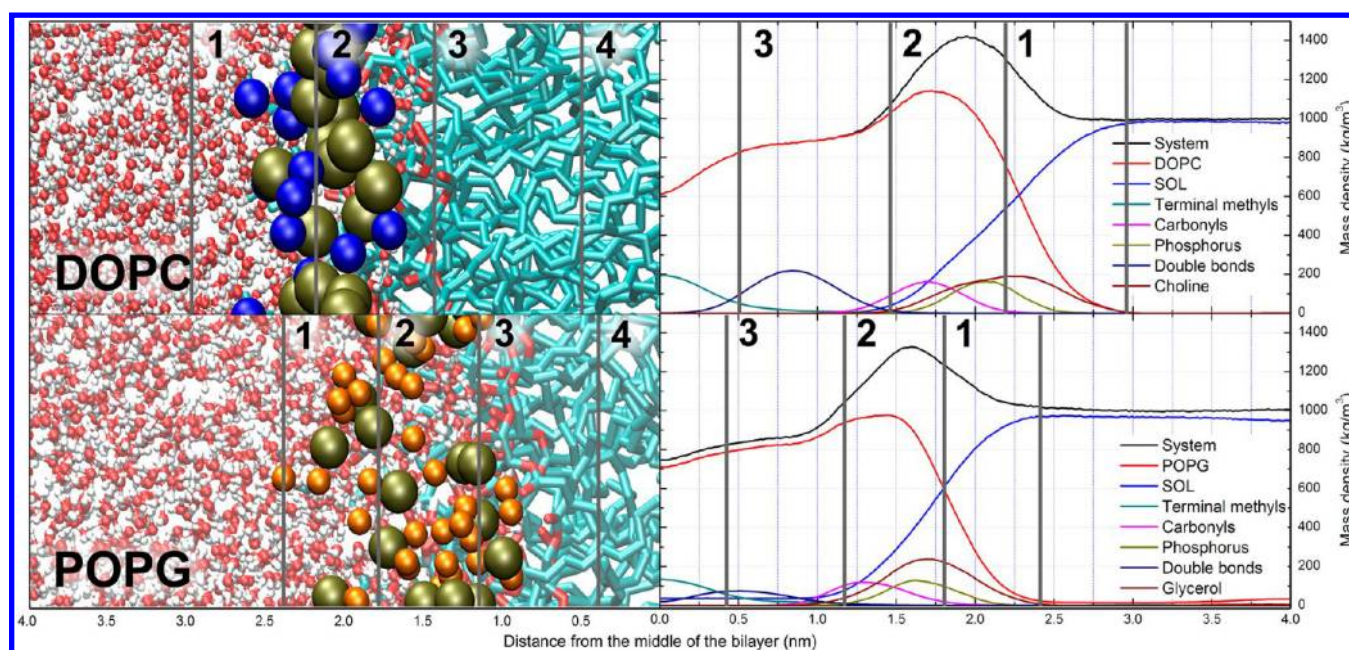 1 2 3 4
DOPC
3 2 1
1400
1200
1000
800
600
400
200
0
Mass density (kg/m³)
System
DOPC
SOL
Terminal methyls
Carbonyls
Phosphorus
Double bonds
Choline
1 2 3 4
POPG
3 2 1
1400
1200
1000
800
600
400
200
0
Mass density (kg/m³)
System
POPG
SOL
Terminal methyls
Carbonyls
Phosphorus
Double bonds
Glycerol
4.0 3.5 3.0 2.5 2.0 1.5 1.0 0.5 0.0 0.5 1.0 1.5 2.0 2.5 3.0 3.5 4.0
Distance from the middle of the bilayer (nm)